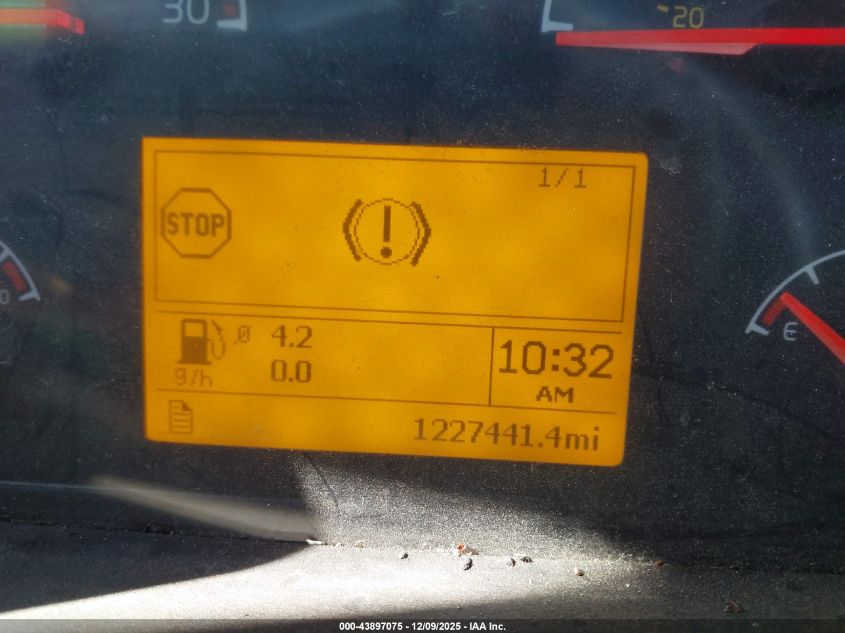 30
20
1/1
STOP
!
Ø 4.2
g/h 0.0
10:32
AM
1227441.4mi
0
E
000-43897075 - 12/09/2025 - IAA Inc.